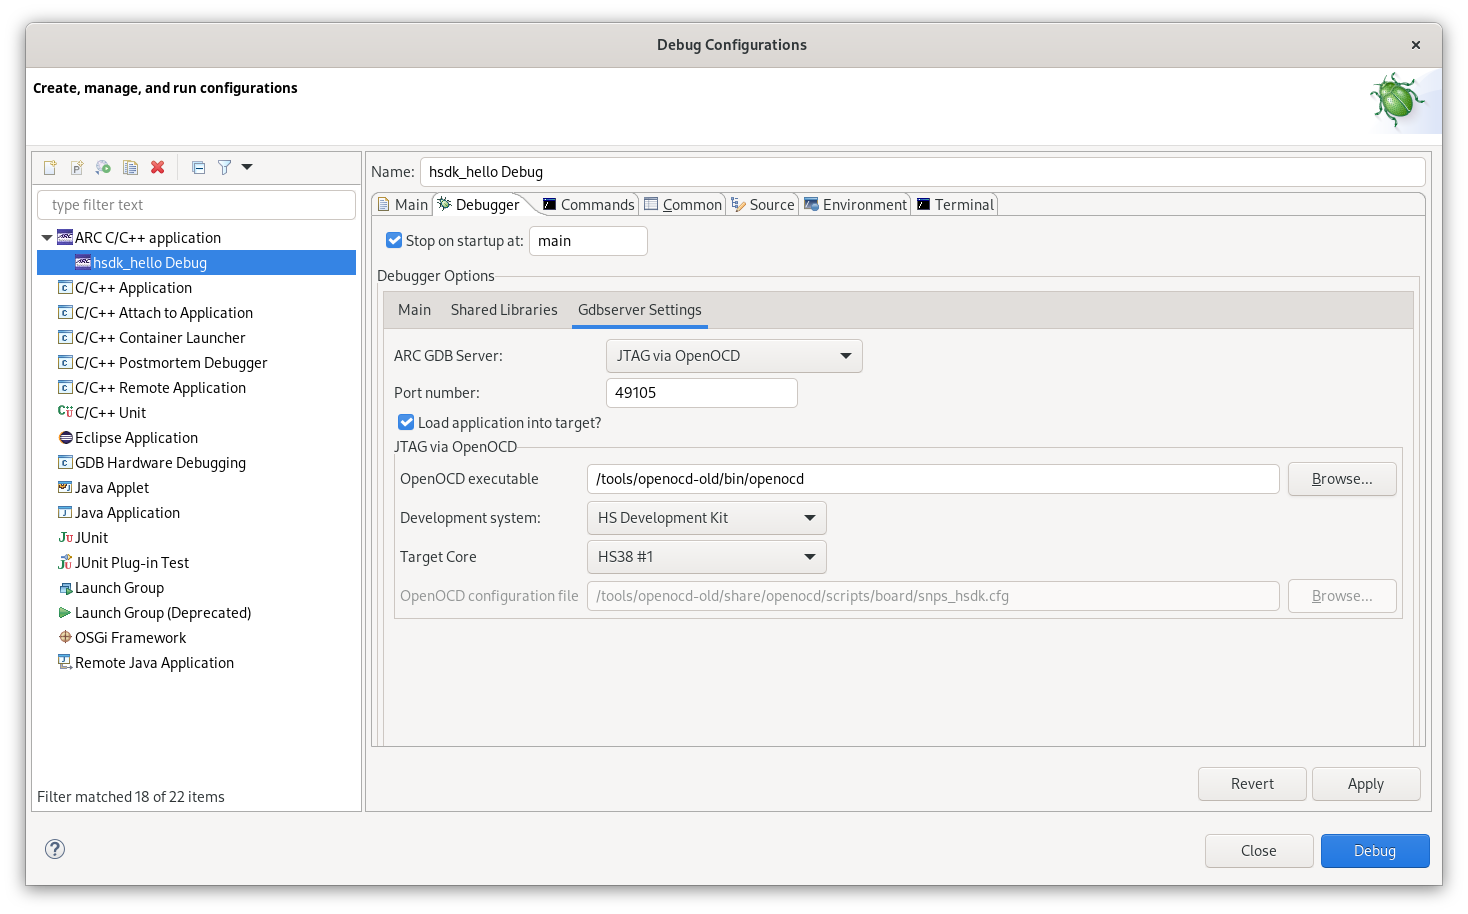 Debug Configurations
×
Create, manage, and run configurations
type filter text
ARC C/C++ application
hsdk_hello Debug
C/C++ Application
C/C++ Attach to Application
C/C++ Container Launcher
C/C++ Postmortem Debugger
C/C++ Remote Application
C/C++ Unit
Eclipse Application
GDB Hardware Debugging
Java Applet
Java Application
JUnit
JUnit Plug-in Test
Launch Group
Launch Group (Deprecated)
OSGi Framework
Remote Java Application
Filter matched 18 of 22 items
Name: hsdk_hello Debug
Main Debugger Commands Common Source Environment Terminal
Stop on startup at: main
Debugger Options
Main Shared Libraries Gdbserver Settings
ARC GDB Server: JTAG via OpenOCD
Port number: 49105
Load application into target?
JTAG via OpenOCD
OpenOCD executable /tools/openocd-old/bin/openocd Browse...
Development system: HS Development Kit
Target Core HS38 #1
OpenOCD configuration file /tools/openocd-old/share/openocd/scripts/board/snps_hsdk.cfg Browse...
Revert Apply
? Close Debug